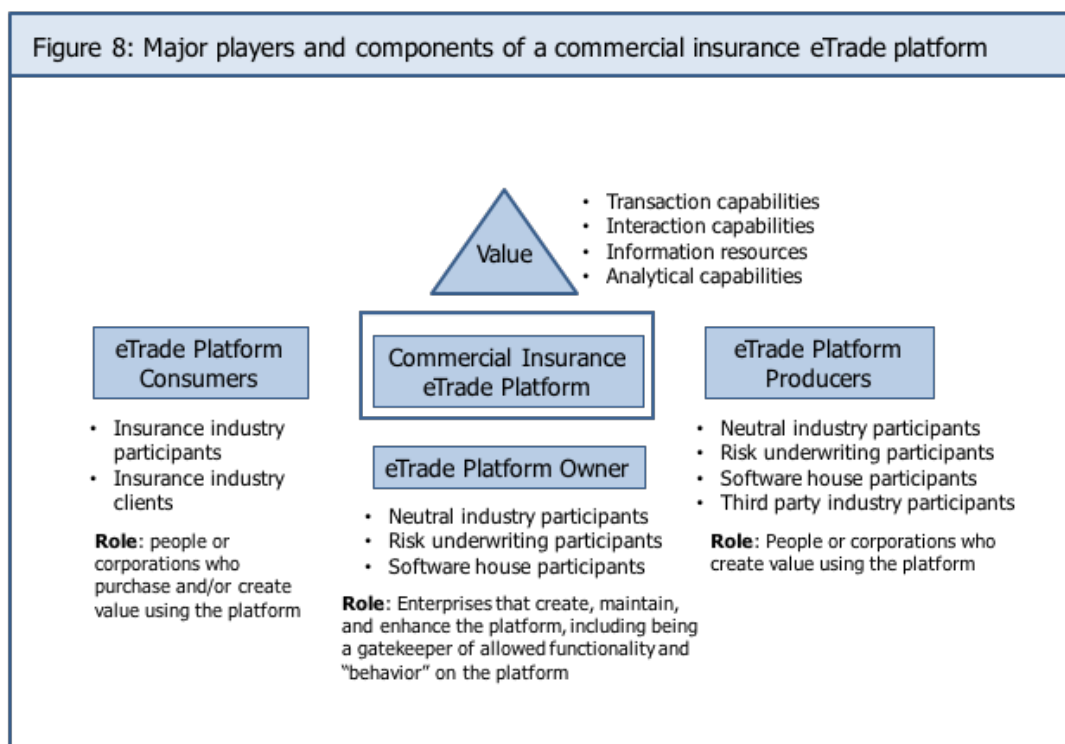 Figure 8: Major players and components of a commercial insurance eTrade platform
Value
• Transaction capabilities
• Interaction capabilities
• Information resources
• Analytical capabilities
eTrade Platform
Consumers
• Insurance industry
participants
• Insurance industry
clients
Role: people or
corporations who
purchase and/or create
value using the platform
Commercial Insurance
eTrade Platform
eTrade Platform Owner
• Neutral industry participants
• Risk underwriting participants
• Software house participants
Role: Enterprises that create, maintain,
and enhance the platform, including being
a gatekeeper of allowed functionality and
“behavior” on the platform
eTrade Platform
Producers
• Neutral industry participants
• Risk underwriting participants
• Software house participants
• Third party industry participants
Role: People or corporations who
create value using the platform